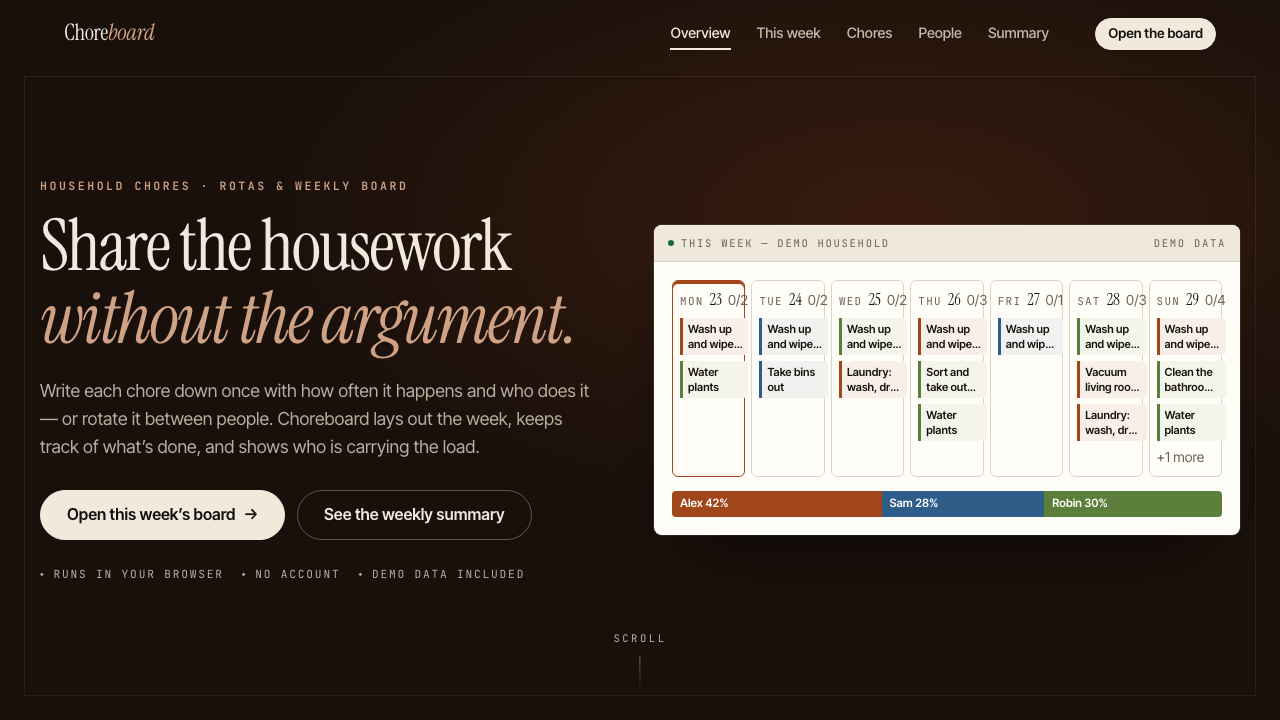 Choreboard
Overview This week Chores People Summary Open the board
HOUSEHOLD CHORES · ROTAS & WEEKLY BOARD
Share the housework
without the argument.
Write each chore down once with how often it happens and who does it
— or rotate it between people. Choreboard lays out the week, keeps
track of what’s done, and shows who is carrying the load.
Open this week’s board →
See the weekly summary
RUNS IN YOUR BROWSER
NO ACCOUNT
DEMO DATA INCLUDED
THIS WEEK — DEMO HOUSEHOLD
DEMO DATA
MON 23 0/2
Wash up
and wipe…
Water
plants
TUE 24 0/2
Wash up
and wipe…
Take bins
out
WED 25 0/2
Wash up
and wipe…
Laundry:
wash, dr…
THU 26 0/3
Wash up
and wipe…
Sort and
take out…
Water
plants
FRI 27 0/1
Wash up
and wip…
SAT 28 0/3
Wash up
and wipe…
Vacuum
living roo…
Laundry:
wash, dr…
SUN 29 0/4
Wash up
and wipe…
Clean the
bathroo…
Water
plants
+1 more
Alex 42%
Sam 28%
Robin 30%
SCROLL